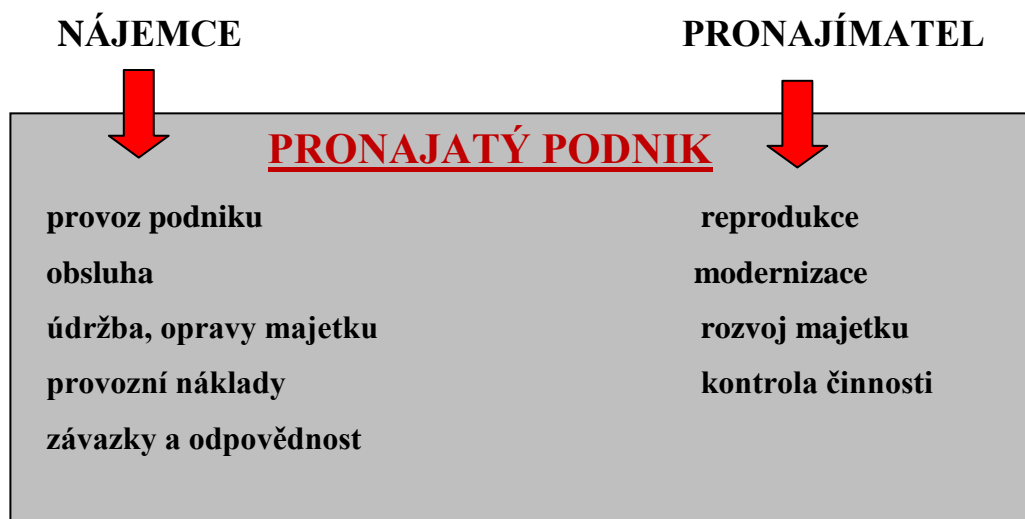 NÁJEMCE PRONAJÍMATEL
PRONAJATÝ PODNIK
provoz podniku reprodukce
obsluha modernizace
údržba, opravy majetku rozvoj majetku
provozní náklady kontrola činnosti
závazky a odpovědnost